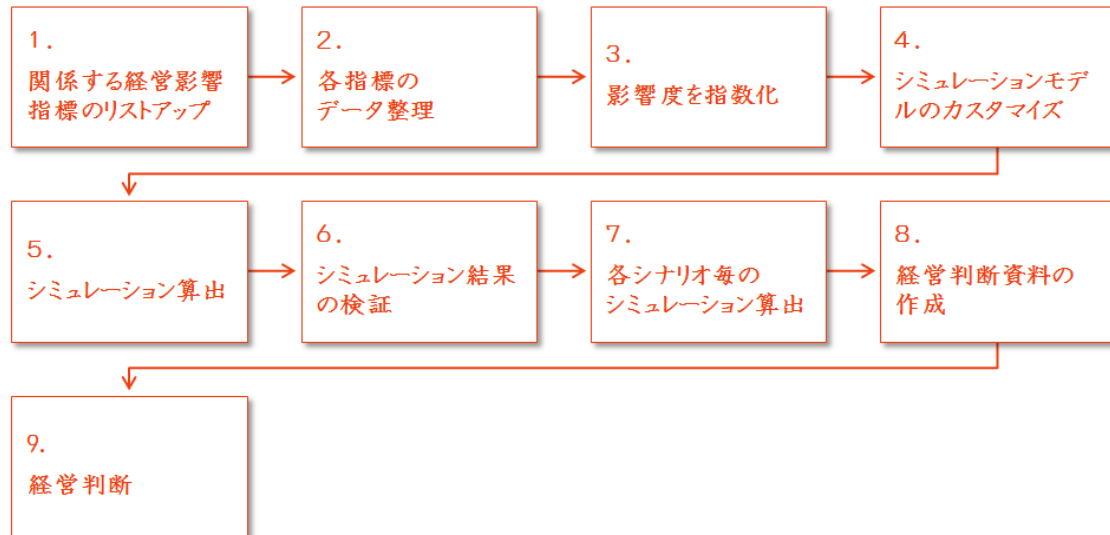 1.
関係する経営影響
指標のリストアップ
2.
各指標の
データ整理
3.
影響度を指数化
4.
シミュレーションモデ
ルのカスタマイズ
5.
シミュレーション算出
6.
シミュレーション結果
の検証
7.
各シナリオ毎の
シミュレーション算出
8.
経営判断資料の
作成
9.
経営判断